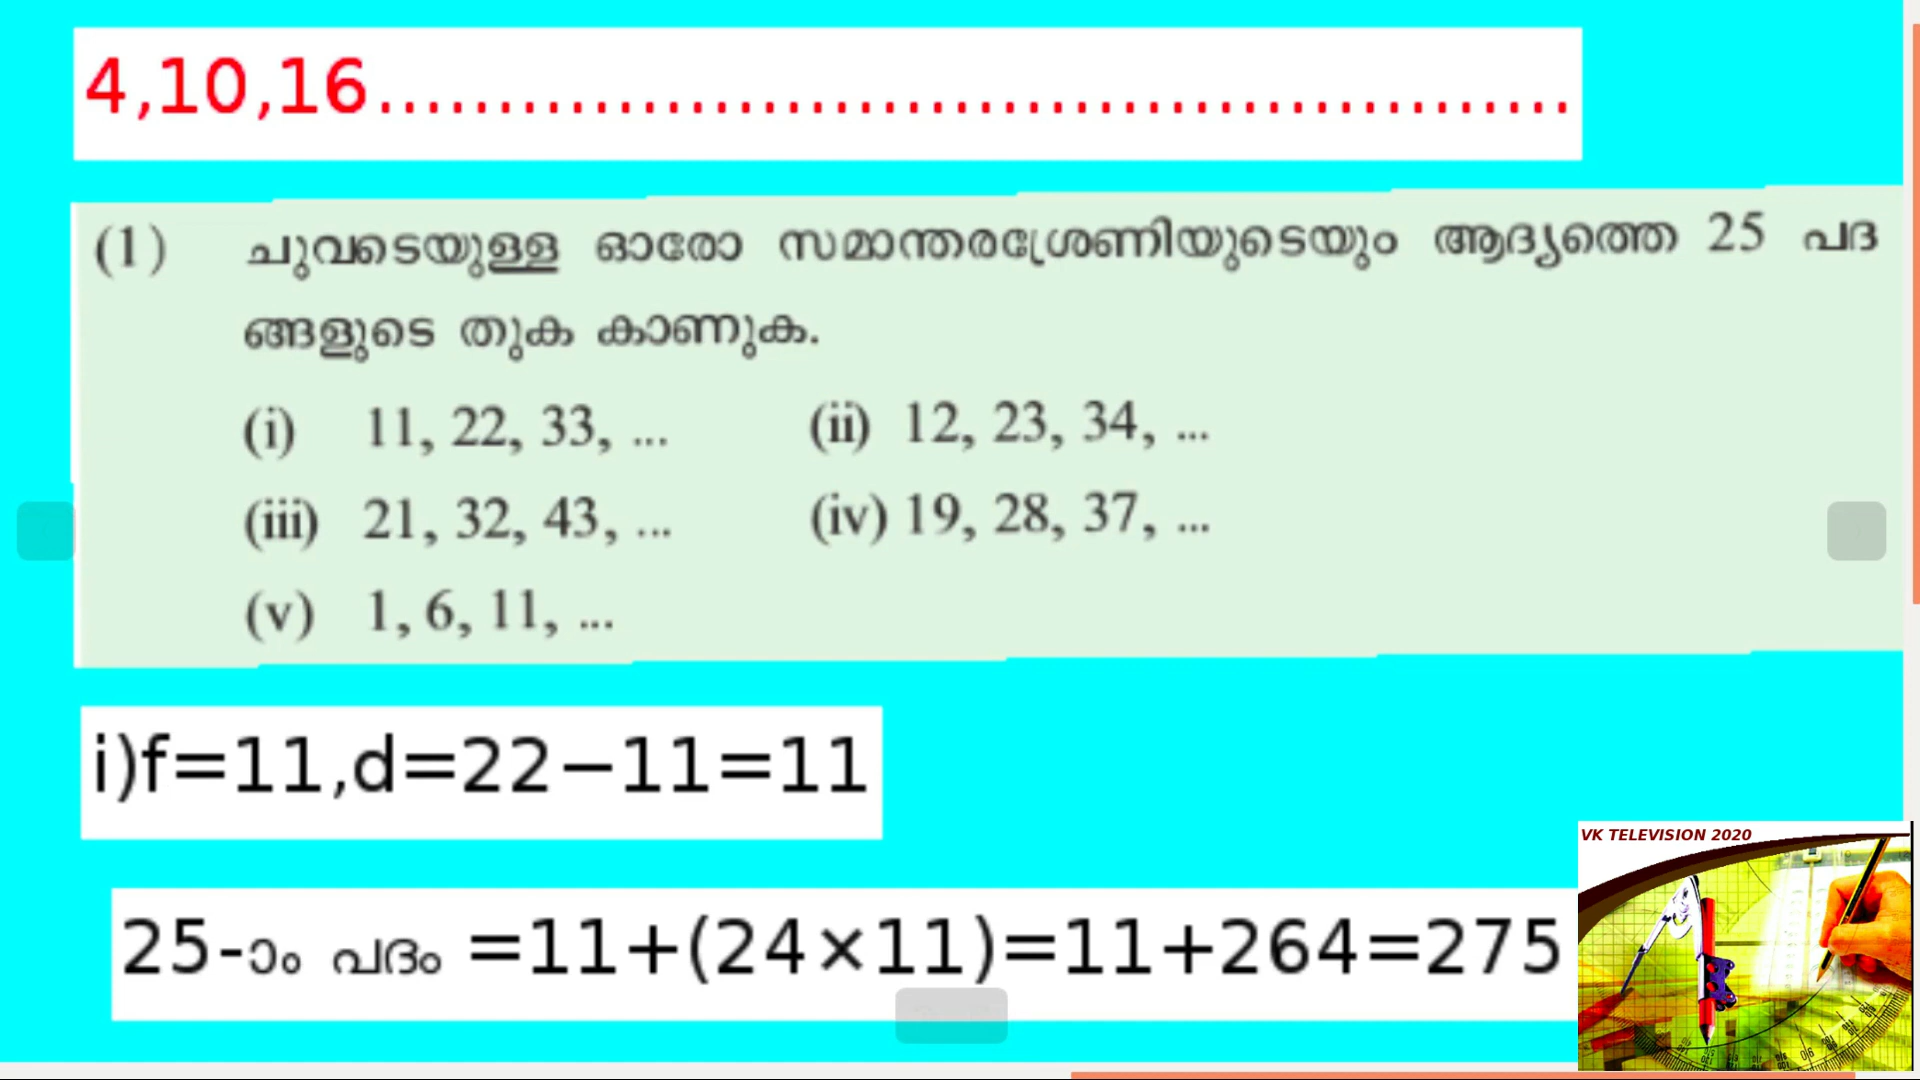 4,10,16..................................................
(1) ചുവടെയുള്ള ഓരോ സമാന്തരശ്രേണിയുടെയും ആദ്യത്തെ 25 പദ
ങ്ങളുടെ തുക കാണുക.
(i) 11, 22, 33, ... (ii) 12, 23, 34, ...
(iii) 21, 32, 43, ... (iv) 19, 28, 37, ...
(v) 1, 6, 11, ...
i)f=11,d=22−11=11
25-ാം പദം =11+(24×11)=11+264=275
VK TELEVISION 2020